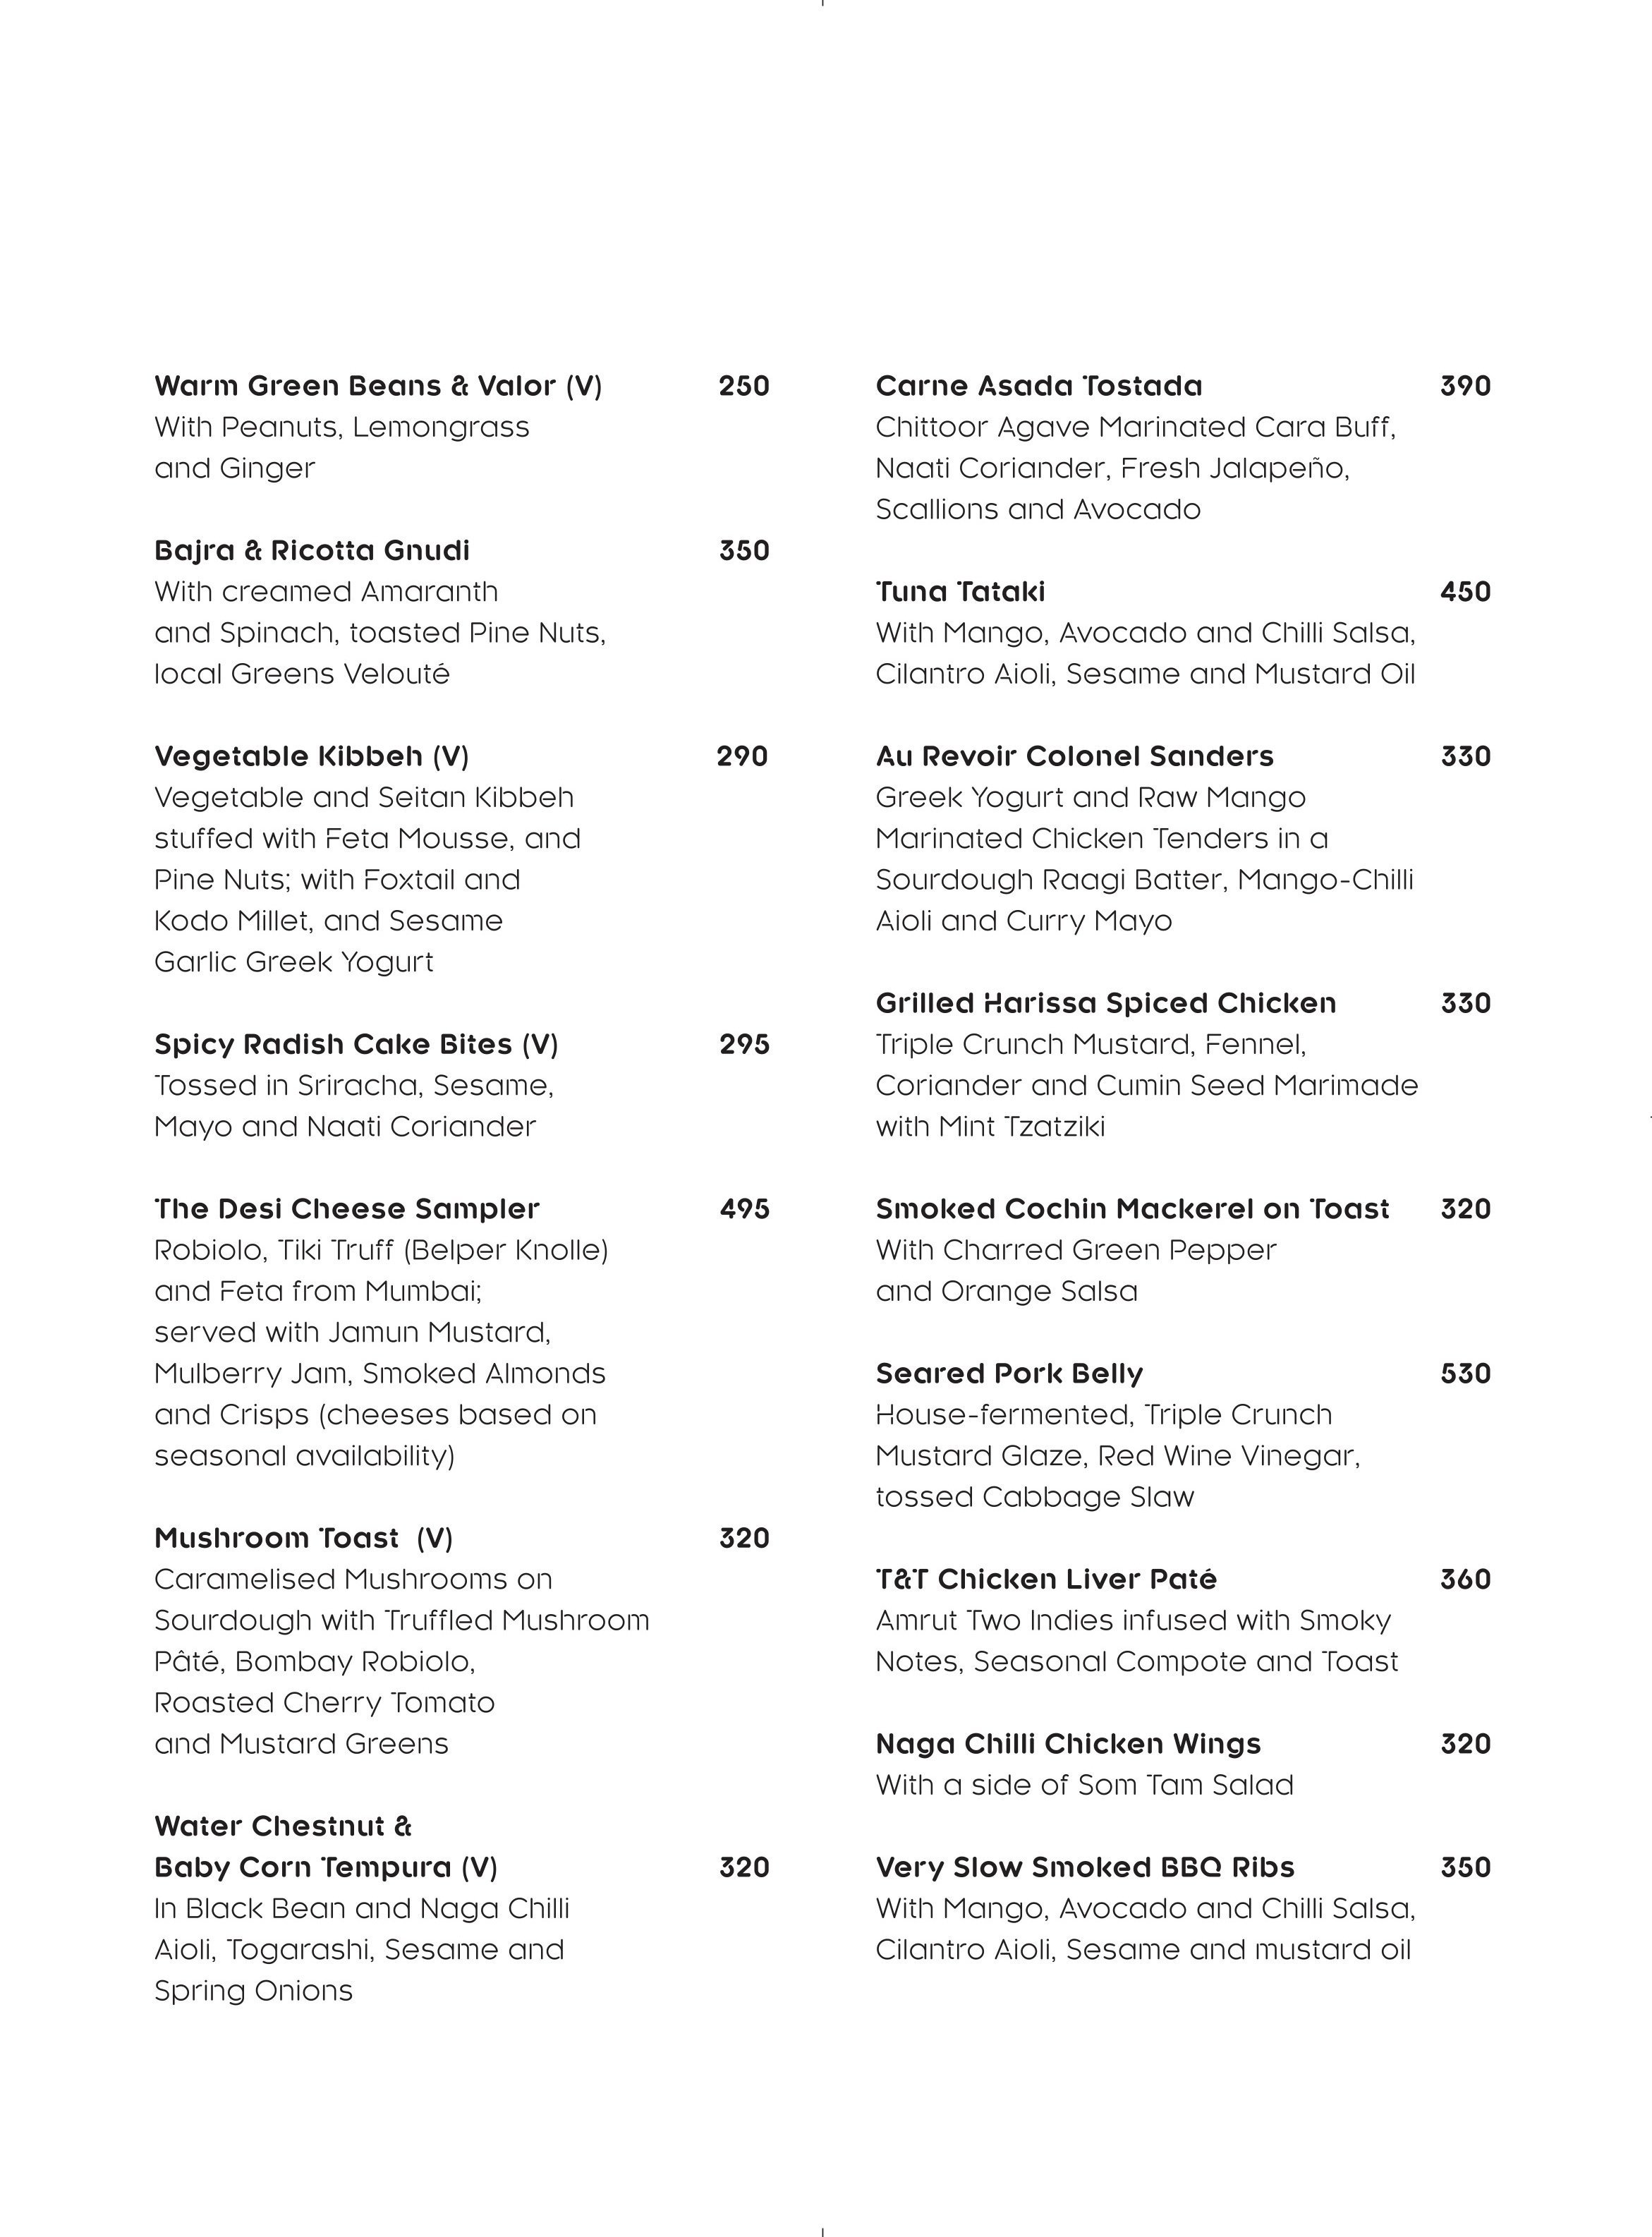 Warm Green Beans & Valor (V) 250
With Peanuts, Lemongrass
and Ginger
Bajra & Ricotta Gnudi 350
With creamed Amaranth
and Spinach, toasted Pine Nuts,
local Greens Velouté
Vegetable Kibbeh (V) 290
Vegetable and Seitan Kibbeh
stuffed with Feta Mousse, and
Pine Nuts; with Foxtail and
Kodo Millet, and Sesame
Garlic Greek Yogurt
Spicy Radish Cake Bites (V) 295
Tossed in Sriracha, Sesame,
Mayo and Naati Coriander
The Desi Cheese Sampler 495
Robiolo, Tiki Truff (Belper Knolle)
and Feta from Mumbai;
served with Jamun Mustard,
Mulberry Jam, Smoked Almonds
and Crisps (cheeses based on
seasonal availability)
Mushroom Toast (V) 320
Caramelised Mushrooms on
Sourdough with Truffled Mushroom
Pâté, Bombay Robiolo,
Roasted Cherry Tomato
and Mustard Greens
Water Chestnut &
Baby Corn Tempura (V) 320
In Black Bean and Naga Chilli
Aioli, Togarashi, Sesame and
Spring Onions
Carne Asada Tostada 390
Chittoor Agave Marinated Cara Buff,
Naati Coriander, Fresh Jalapeño,
Scallions and Avocado
Tuna Tataki 450
With Mango, Avocado and Chilli Salsa,
Cilantro Aioli, Sesame and Mustard Oil
Au Revoir Colonel Sanders 330
Greek Yogurt and Raw Mango
Marinated Chicken Tenders in a
Sourdough Raagi Batter, Mango-Chilli
Aioli and Curry Mayo
Grilled Harissa Spiced Chicken 330
Triple Crunch Mustard, Fennel,
Coriander and Cumin Seed Marimade
with Mint Tzatziki
Smoked Cochin Mackerel on Toast 320
With Charred Green Pepper
and Orange Salsa
Seared Pork Belly 530
House-fermented, Triple Crunch
Mustard Glaze, Red Wine Vinegar,
tossed Cabbage Slaw
T&T Chicken Liver Paté 360
Amrut Two Indies infused with Smoky
Notes, Seasonal Compote and Toast
Naga Chilli Chicken Wings 320
With a side of Som Tam Salad
Very Slow Smoked BBQ Ribs 350
With Mango, Avocado and Chilli Salsa,
Cilantro Aioli, Sesame and mustard oil